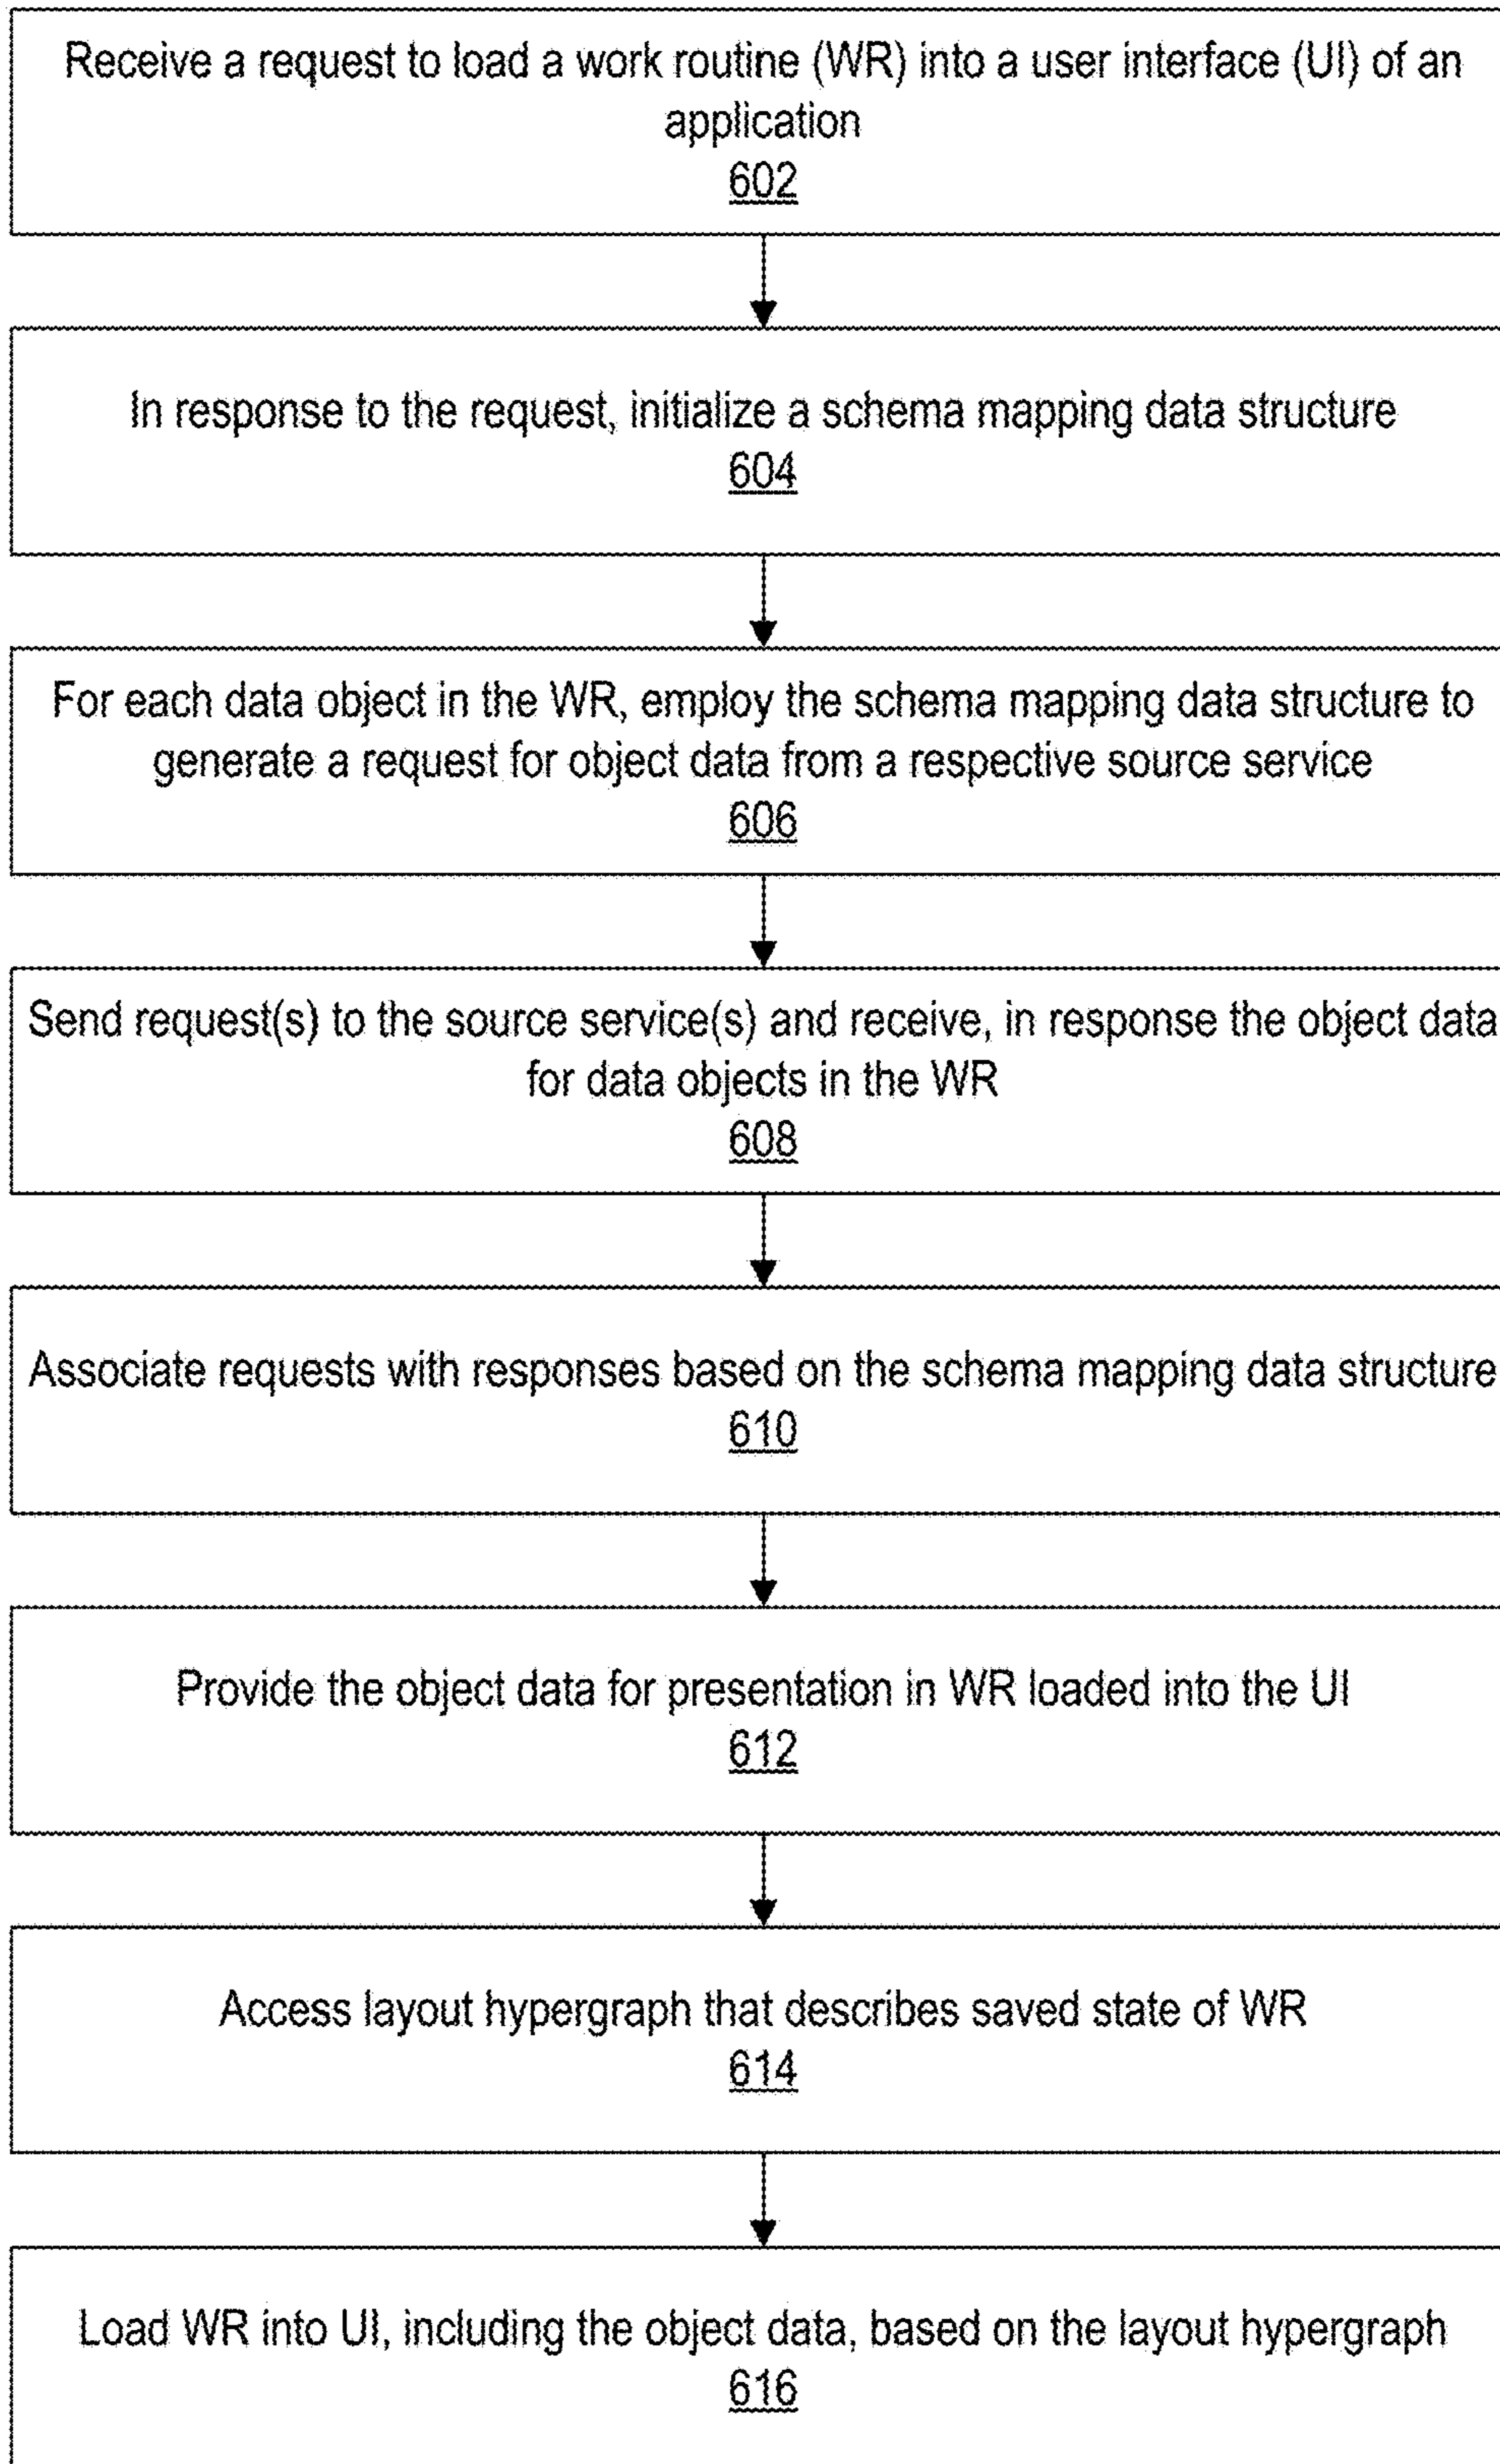 Receive a request to load a work routine (WR) into a user interface (UI) of an
application
602
In response to the request, initialize a schema mapping data structure
604
For each data object in the WR, employ the schema mapping data structure to
generate a request for object data from a respective source service
606
Send request(s) to the source service(s) and receive, in response the object data
for data objects in the WR
608
Associate requests with responses based on the schema mapping data structure
610
Provide the object data for presentation in WR loaded into the UI
612
Access layout hypergraph that describes saved state of WR
614
Load WR into UI, including the object data, based on the layout hypergraph
616